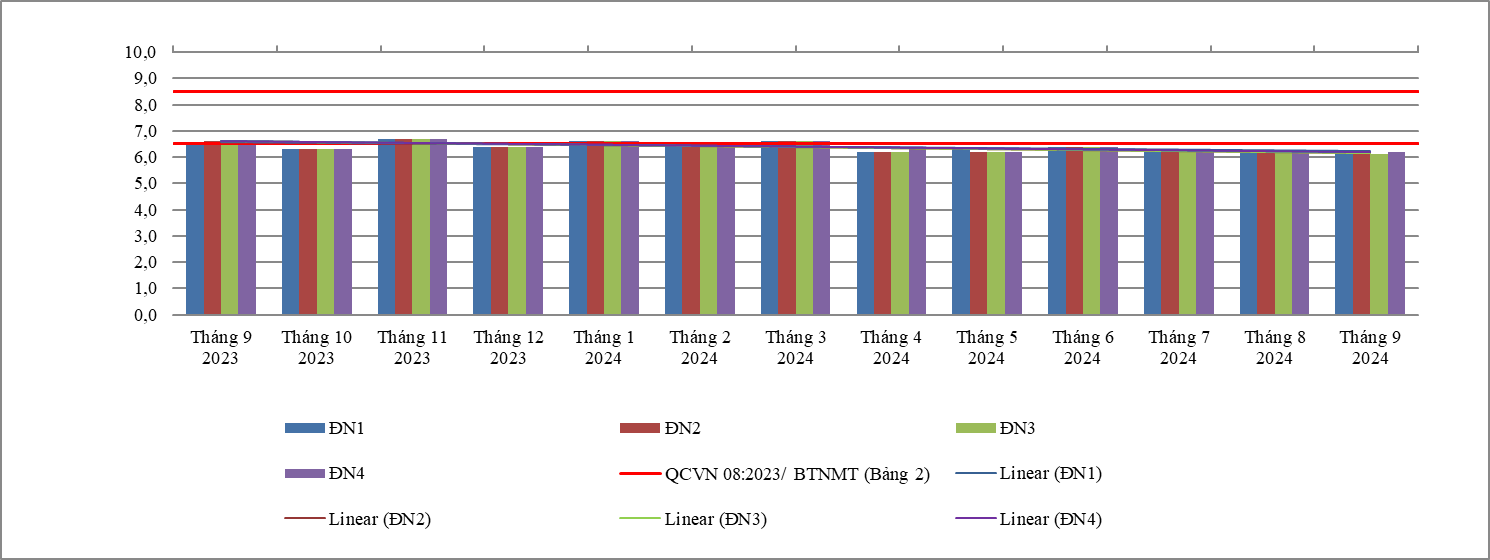 10,0
9,0
8,0
7,0
6,0
5,0
4,0
3,0
2,0
1,0
0,0
Tháng 9 2023
Tháng 10 2023
Tháng 11 2023
Tháng 12 2023
Tháng 1 2024
Tháng 2 2024
Tháng 3 2024
Tháng 4 2024
Tháng 5 2024
Tháng 6 2024
Tháng 7 2024
Tháng 8 2024
Tháng 9 2024
ĐN1
ĐN2
ĐN3
ĐN4
QCVN 08:2023/ BTNMT (Bảng 2)
Linear (ĐN1)
Linear (ĐN2)
Linear (ĐN3)
Linear (ĐN4)